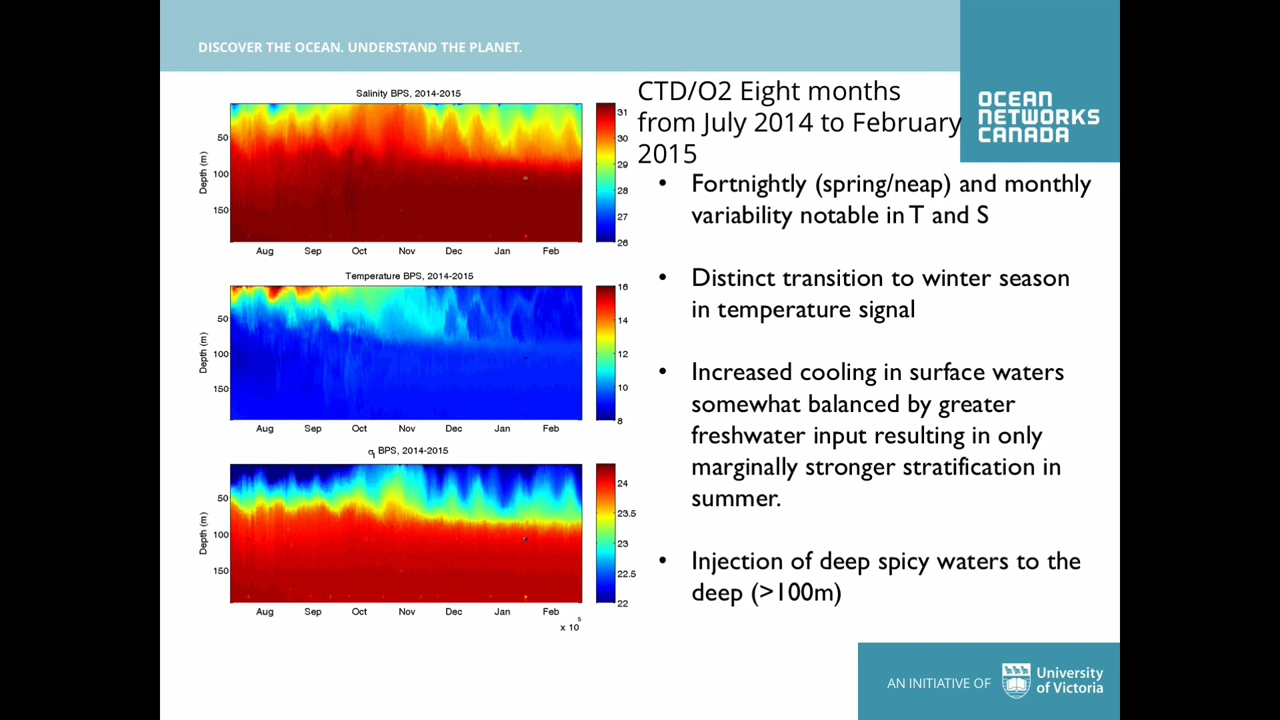 DISCOVER THE OCEAN. UNDERSTAND THE PLANET.
OCEAN
NETWORKS
CANADA
CTD/O2 Eight months
from July 2014 to February
2015
• Fortnightly (spring/neap) and monthly
variability notable in T and S
• Distinct transition to winter season
in temperature signal
• Increased cooling in surface waters
somewhat balanced by greater
freshwater input resulting in only
marginally stronger stratification in
summer.
• Injection of deep spicy waters to the
deep (>100m)
Salinity BPS, 2014-2015
Depth (m)
50
100
150
Aug Sep Oct Nov Dec Jan Feb
31
30
29
28
27
26
Temperature BPS, 2014-2015
Depth (m)
50
100
150
Aug Sep Oct Nov Dec Jan Feb
16
14
12
10
8
σt BPS, 2014-2015
Depth (m)
50
100
150
Aug Sep Oct Nov Dec Jan Feb
24
23.5
23
22.5
22
AN INITIATIVE OF
University
of Victoria